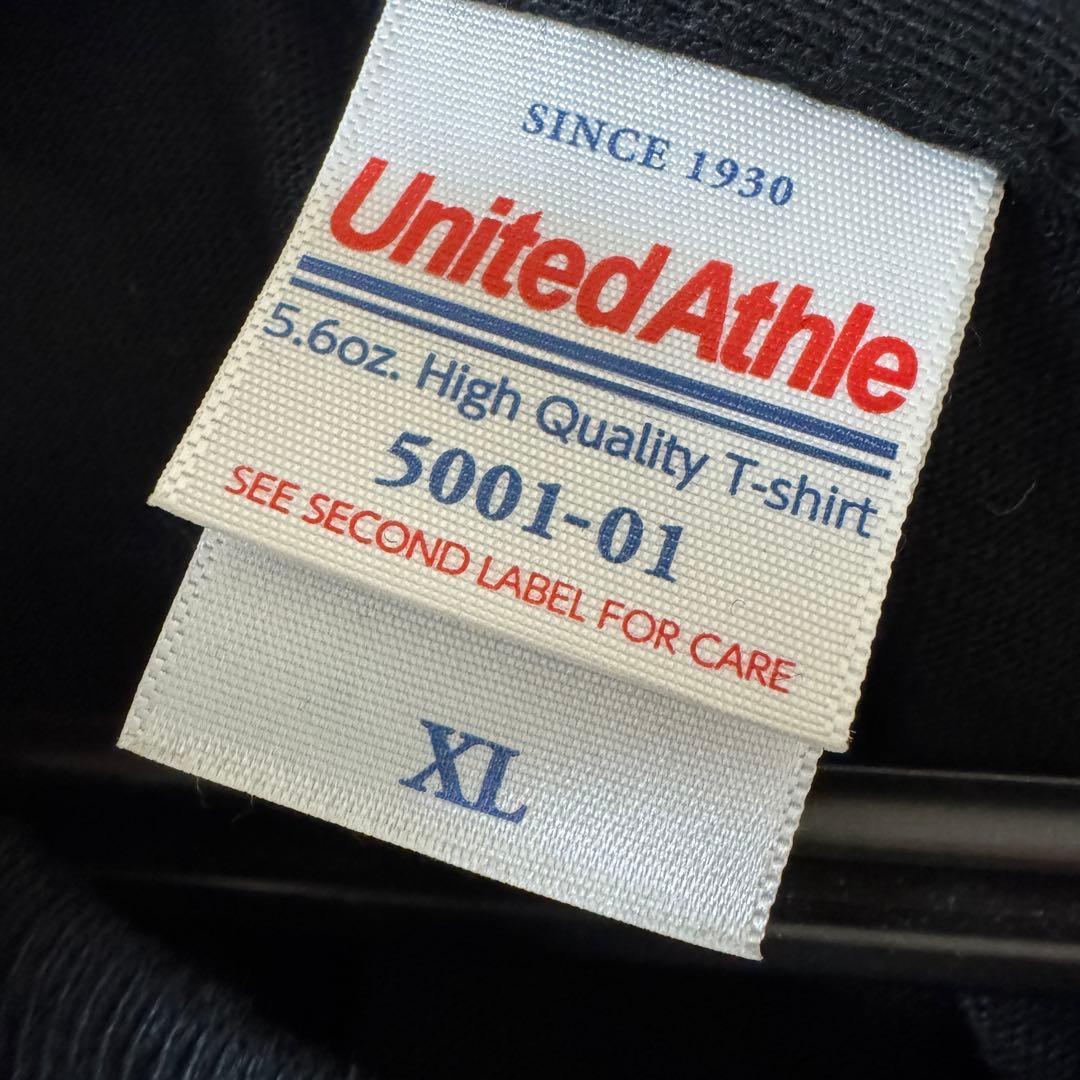 SINCE 1930
United Athle
5.6oz. High Quality T-shirt
5001-01
SEE SECOND LABEL FOR CARE
XL